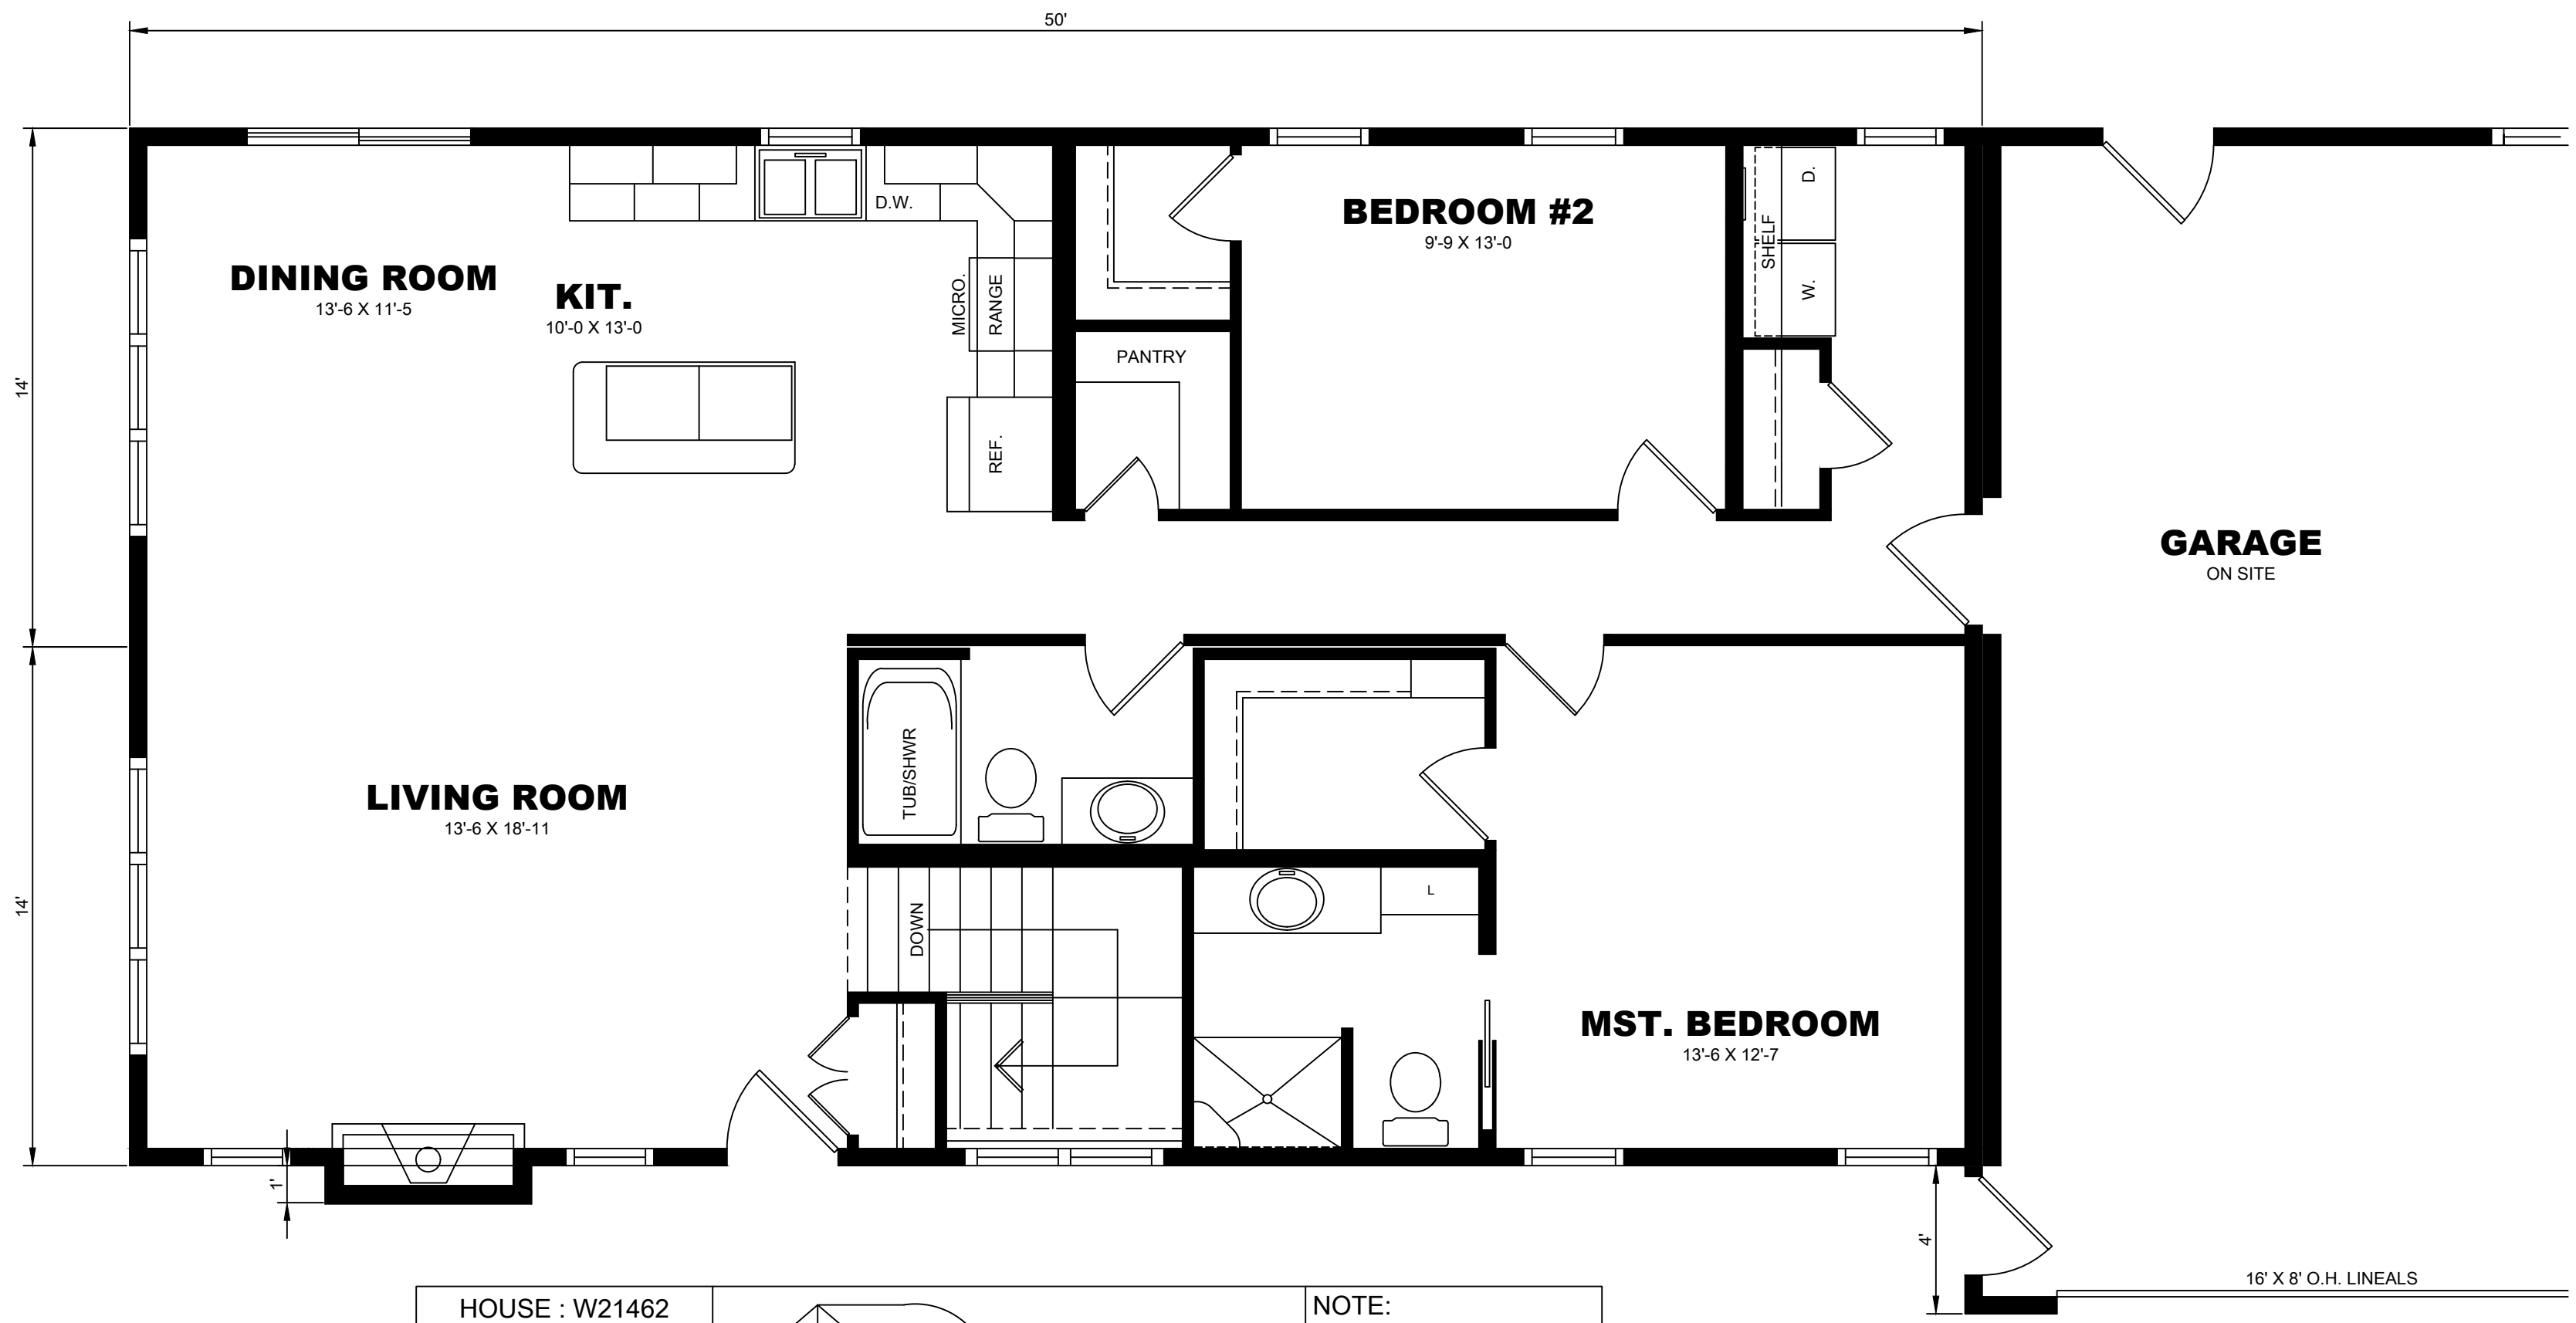 50'
14'
14'
DINING ROOM
13'-6 X 11'-5
KIT.
10'-0 X 13'-0
D.W.
MICRO.
RANGE
REF.
PANTRY
BEDROOM #2
9'-9 X 13'-0
SHELF
D.
W.
GARAGE
ON SITE
LIVING ROOM
13'-6 X 18'-11
TUB/SHWR
DOWN
L
MST. BEDROOM
13'-6 X 12'-7
1'
4'
16' X 8' O.H. LINEALS
HOUSE : W21462
NOTE: